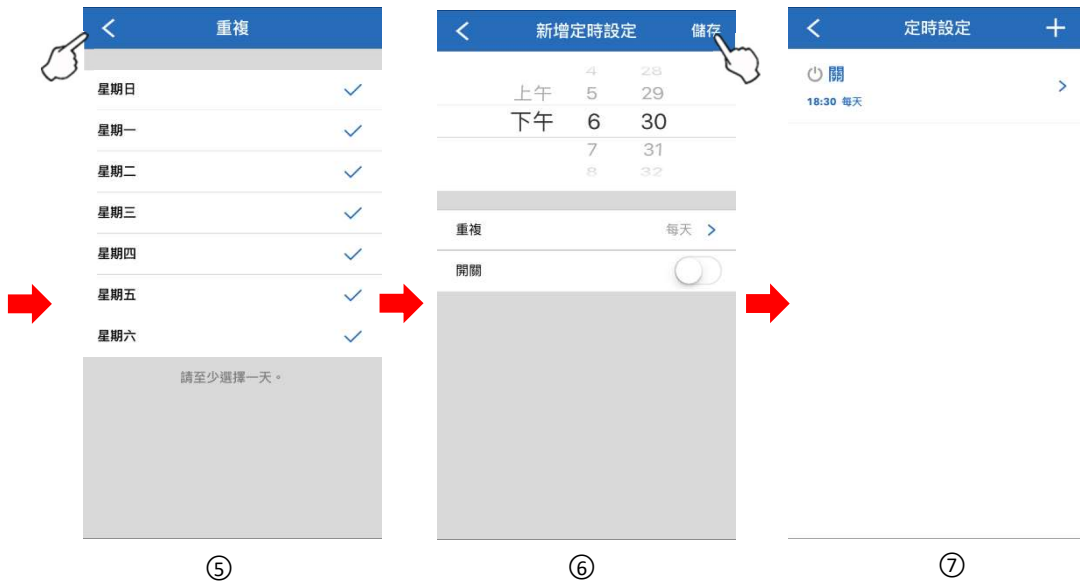 重複
星期日
星期一
星期二
星期三
星期四
星期五
星期六
請至少選擇一天。
⑤
新增定時設定 儲存
4 28
上午 5 29
下午 6 30
7 31
8 32
重複 每天
開關
⑥
定時設定
關
18:30 每天
⑦